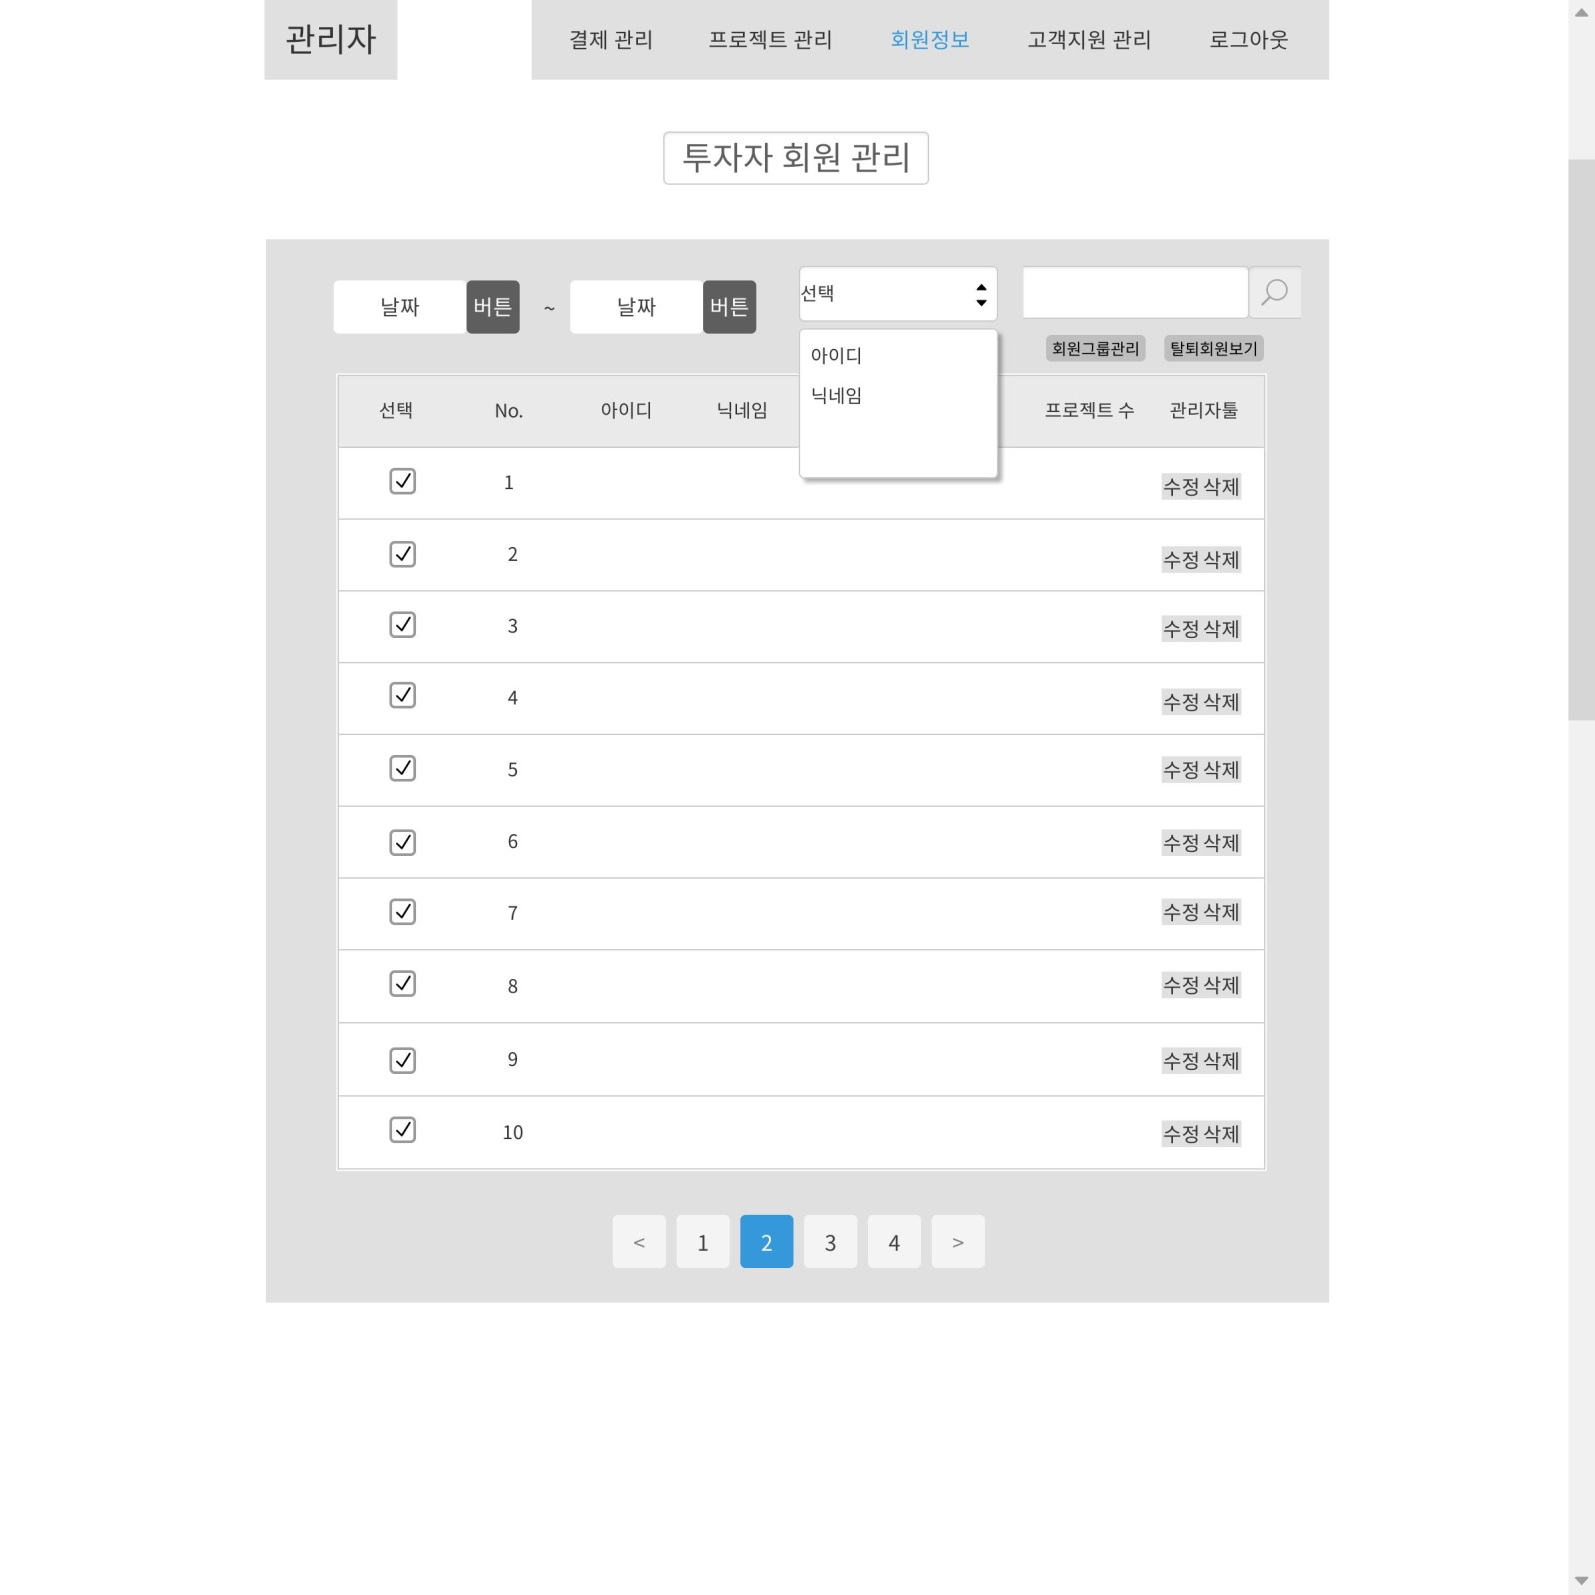 관리자
결제 관리 프로젝트 관리 회원정보 고객지원 관리 로그아웃
투자자 회원 관리
날짜 버튼 ~ 날짜 버튼 선택
회원그룹관리 탈퇴회원보기
아이디
닉네임
선택 No. 아이디 닉네임 프로젝트 수 관리자툴
1 수정 삭제
2 수정 삭제
3 수정 삭제
4 수정 삭제
5 수정 삭제
6 수정 삭제
7 수정 삭제
8 수정 삭제
9 수정 삭제
10 수정 삭제
< 1 2 3 4 >